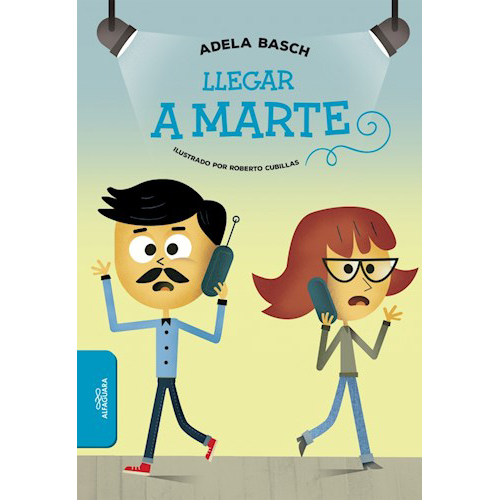 ADELA BASCH
LLEGAR
A MARTE
ILUSTRADO POR ROBERTO CUBILLAS
ALFAGUARA